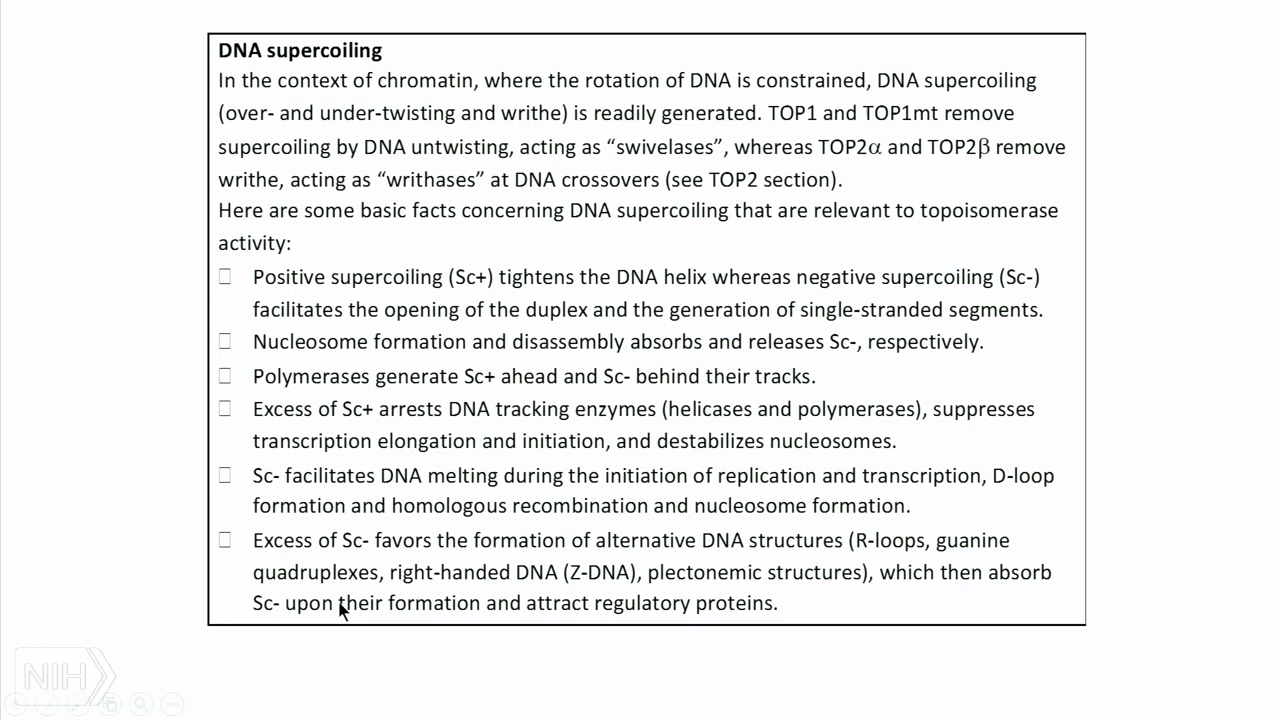 DNA supercoiling
In the context of chromatin, where the rotation of DNA is constrained, DNA supercoiling
(over- and under-twisting and writhe) is readily generated. TOP1 and TOP1mt remove
supercoiling by DNA untwisting, acting as “swivelases”, whereas TOP2α and TOP2β remove
writhe, acting as “writhases” at DNA crossovers (see TOP2 section).
Here are some basic facts concerning DNA supercoiling that are relevant to topoisomerase
activity:
□ Positive supercoiling (Sc+) tightens the DNA helix whereas negative supercoiling (Sc-)
facilitates the opening of the duplex and the generation of single-stranded segments.
□ Nucleosome formation and disassembly absorbs and releases Sc-, respectively.
□ Polymerases generate Sc+ ahead and Sc- behind their tracks.
□ Excess of Sc+ arrests DNA tracking enzymes (helicases and polymerases), suppresses
transcription elongation and initiation, and destabilizes nucleosomes.
□ Sc- facilitates DNA melting during the initiation of replication and transcription, D-loop
formation and homologous recombination and nucleosome formation.
□ Excess of Sc- favors the formation of alternative DNA structures (R-loops, guanine
quadruplexes, right-handed DNA (Z-DNA), plectonemic structures), which then absorb
Sc- upon their formation and attract regulatory proteins.
NIH